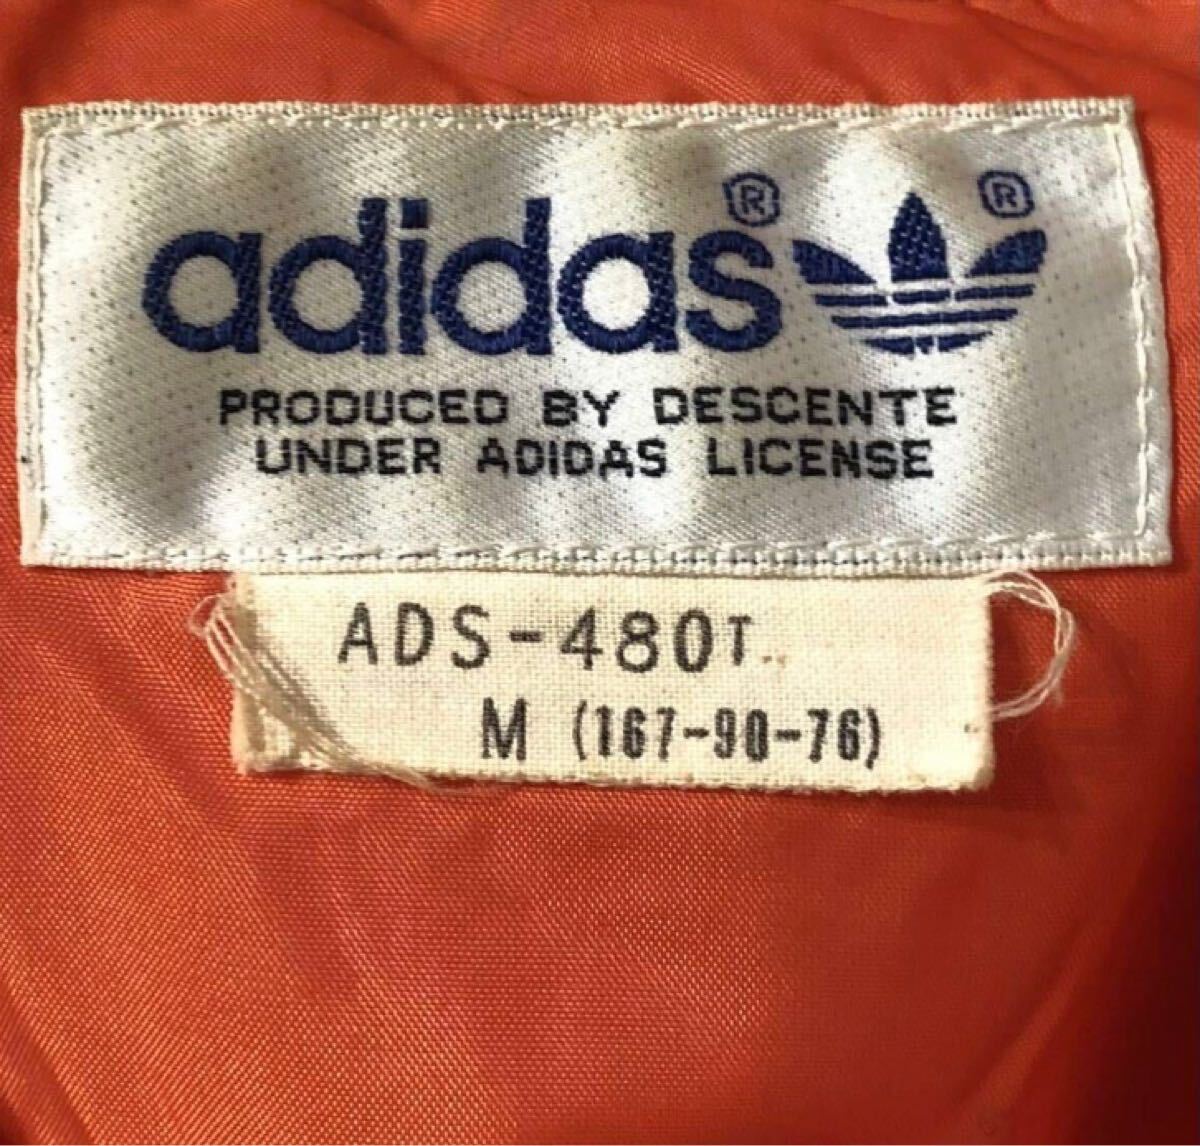 adidas® ®
PRODUCED BY DESCENTE
UNDER ADIDAS LICENSE
ADS-480T
M (167-90-76)